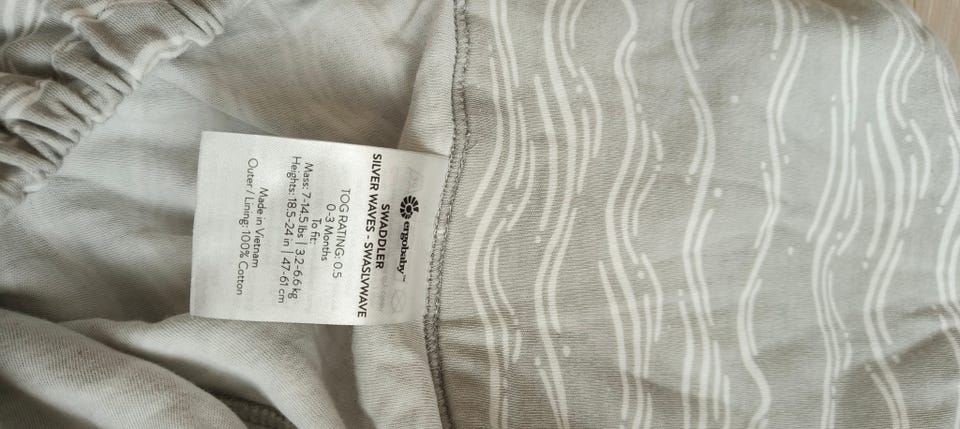 ergobaby™
SWADDLER
SILVER WAVES - SWASLVWAVE
TOG RATING: 0.5
0-3 Months
To fit:
Mass: 7-14.5 lbs | 3.2-6.6 kg
Heights: 18.5-24 in | 47-61 cm
Made in Vietnam
Outer / Lining: 100% Cotton